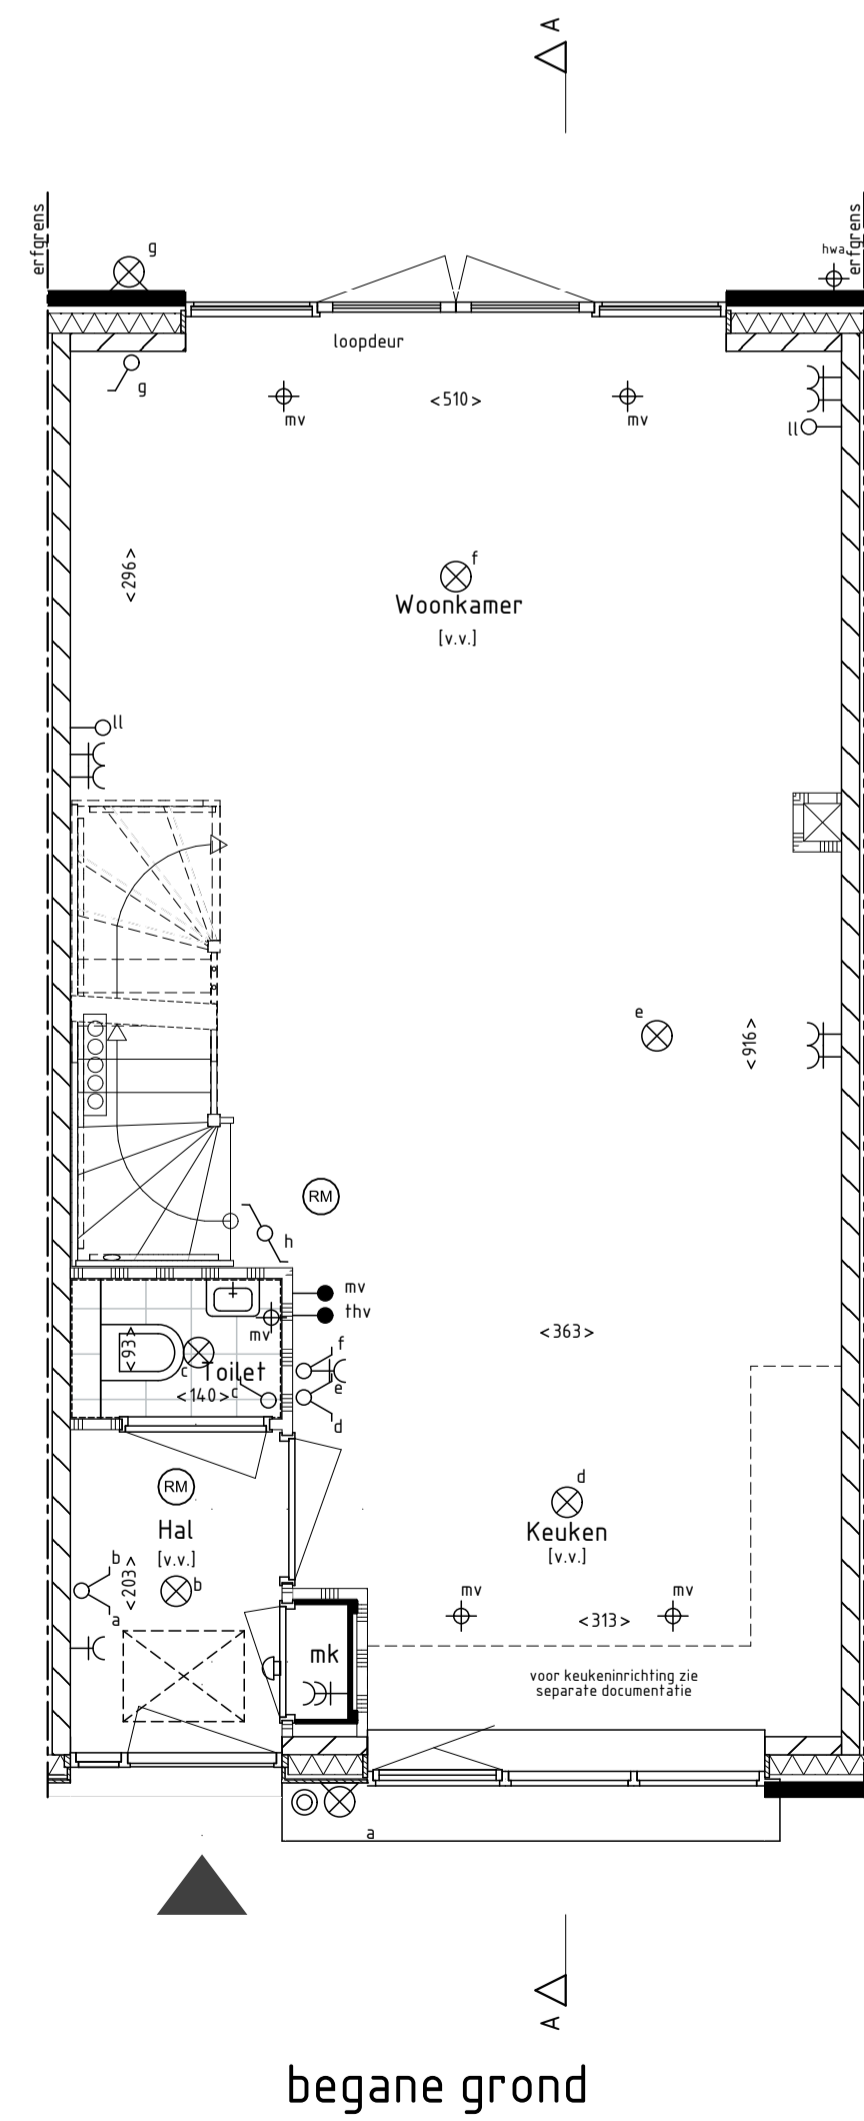 A
erfgrens
erfgrens
g
hwa
loopdeur
g
mv
<510>
mv
ll
<296>
f
Woonkamer
[v.v.]
ll
e
<916>
RM
h
mv
thv
mv
<363>
<93>
c
Toilet
<140>
c
f
e
d
RM
d
Hal
Keuken
[v.v.]
[v.v.]
b
<203>
b
a
mv
mv
<313>
mk
voor keukeninrichting zie
separate documentatie
a
A
begane grond